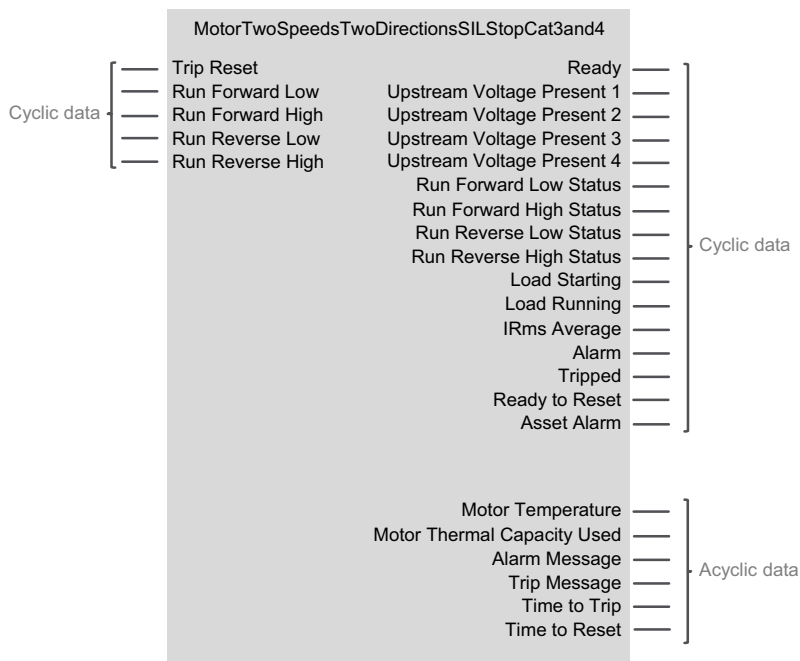 MotorTwoSpeedsTwoDirectionsSILStopCat3and4
Trip Reset
Run Forward Low
Run Forward High
Run Reverse Low
Run Reverse High
Cyclic data
Ready
Upstream Voltage Present 1
Upstream Voltage Present 2
Upstream Voltage Present 3
Upstream Voltage Present 4
Run Forward Low Status
Run Forward High Status
Run Reverse Low Status
Run Reverse High Status
Load Starting
Load Running
IRms Average
Alarm
Tripped
Ready to Reset
Asset Alarm
Cyclic data
Motor Temperature
Motor Thermal Capacity Used
Alarm Message
Trip Message
Time to Trip
Time to Reset
Acyclic data